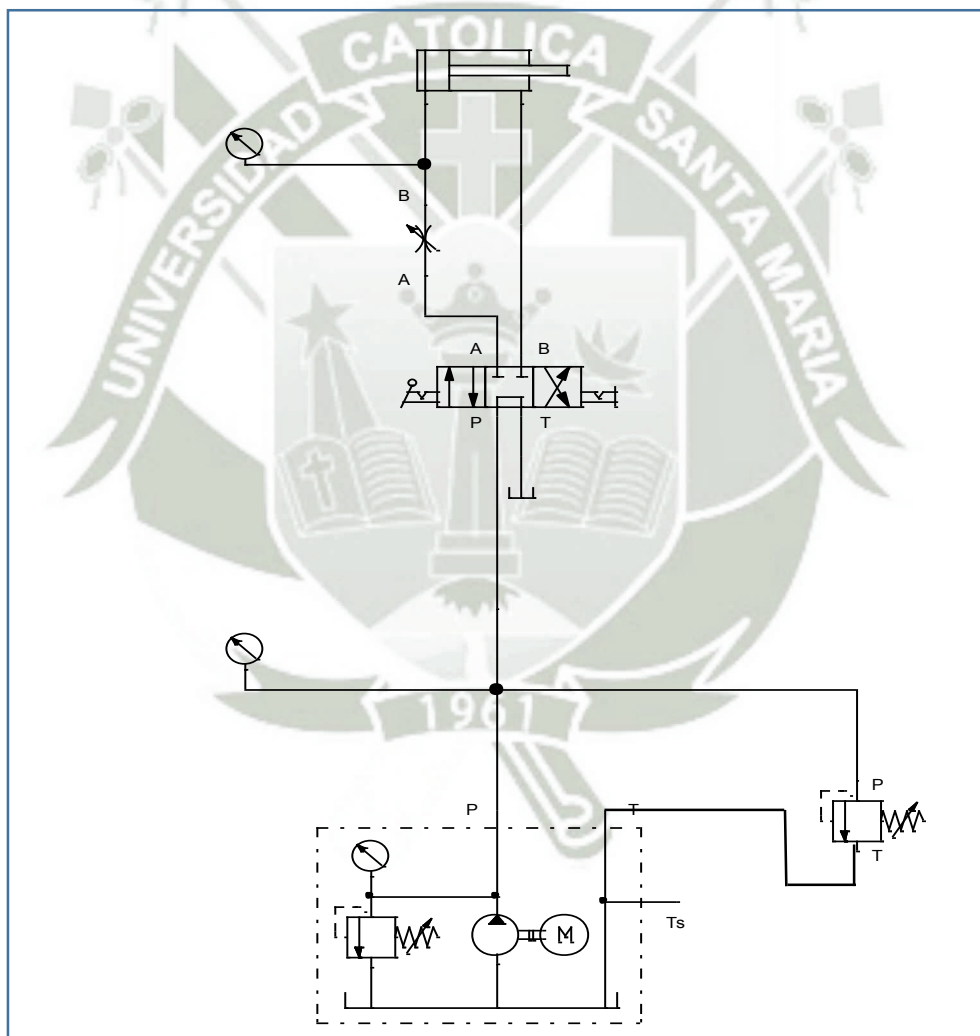 CATOLICA
UNIVERSIDAD
SANTA MARIA
B
A
A B
P T
1961
P T
P
T
Ts
M